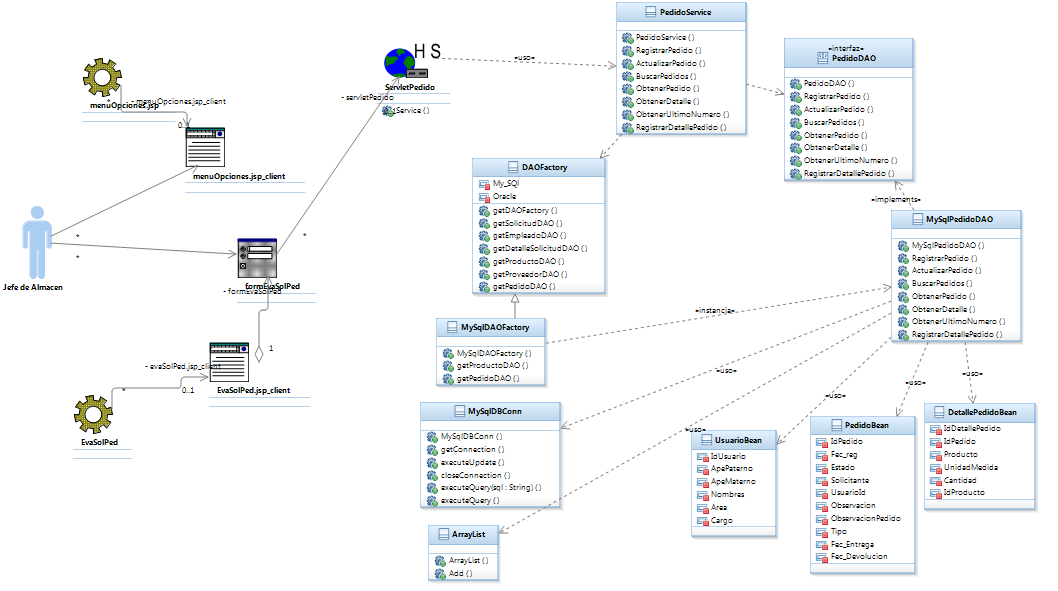 menuOpciones.jsp
- menuOpciones.jsp_client
0..1
menuOpciones.jsp_client
Jefe de Almacen
*
*
*
*
formEvaSolPed
- formEvaSolPed
1
- evaSolPed.jsp_client
0..1
EvaSolPed.jsp_client
*
EvaSolPed
H S
ServletPedido
- servletPedido
Service ( )
«uso»
PedidoService
PedidoService ( )
RegistrarPedido ( )
ActualizarPedido ( )
BuscarPedidos ( )
ObtenerPedido ( )
ObtenerDetalle ( )
ObtenerUltimoNumero ( )
RegistrarDetallePedido ( )
«interfaz»
PedidoDAO
PedidoDAO ( )
RegistrarPedido ( )
ActualizarPedido ( )
BuscarPedidos ( )
ObtenerPedido ( )
ObtenerDetalle ( )
ObtenerUltimoNumero ( )
RegistrarDetallePedido ( )
«implements»
DAOFactory
My_SQl
Oracle
getDAOFactory ( )
getSolicitudDAO ( )
getEmpleadoDAO ( )
getDetalleSolicitudDAO ( )
getProductoDAO ( )
getProveedorDAO ( )
getPedidoDAO ( )
MySqlPedidoDAO
MySqlPedidoDAO ( )
RegistrarPedido ( )
ActualizarPedido ( )
BuscarPedidos ( )
ObtenerPedido ( )
ObtenerDetalle ( )
ObtenerUltimoNumero ( )
RegistrarDetallePedido ( )
«instancia»
MySqlDAOFactory
MySqlDAOFactory ( )
getProductoDAO ( )
getPedidoDAO ( )
«uso»
«uso»
«uso»
«uso»
«uso»
MySqlDBConn
MySqlDBConn ( )
getConnection ( )
executeUpdate ( )
closeConnection ( )
executeQuery(sql : String) ( )
executeQuery ( )
ArrayList
ArrayList ( )
Add ( )
UsuarioBean
IdUsuario
ApePaterno
ApeMaterno
Nombres
Area
Cargo
PedidoBean
IdPedido
Fec_reg
Estado
Solicitante
UsuarioId
Observacion
ObservacionPedido
Tipo
Fec_Entrega
Fec_Devolucion
DetallePedidoBean
IdDetallePedido
IdPedido
Producto
UnidadMedida
Cantidad
IdProducto